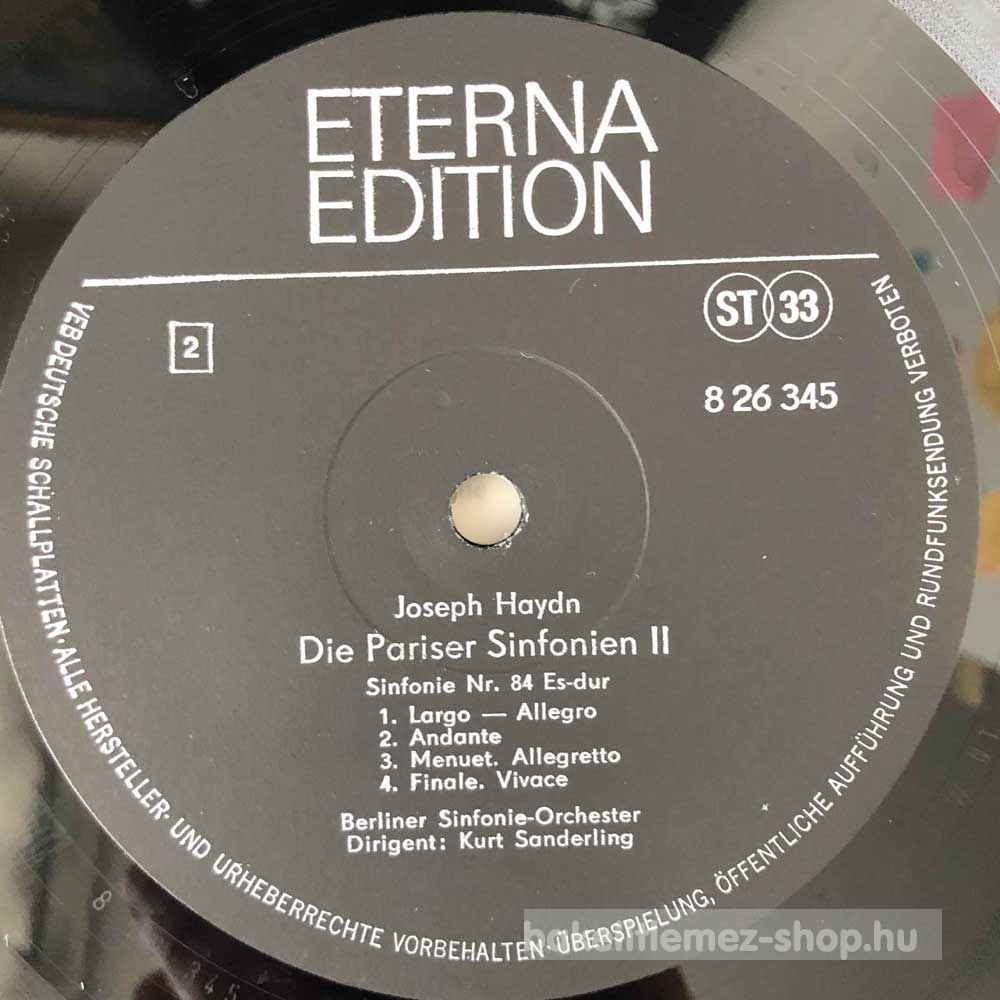 ETERNA
EDITION
2
ST 33
8 26 345
Joseph Haydn
Die Pariser Sinfonien II
Sinfonie Nr. 84 Es-dur
1. Largo — Allegro
2. Andante
3. Menuet. Allegretto
4. Finale. Vivace
Berliner Sinfonie-Orchester
Dirigent: Kurt Sanderling
VEB DEUTSCHE SCHALLPLATTEN · ALLE HERSTELLER- UND URHEBERRECHTE VORBEHALTEN · ÜBERSPIELUNG, ÖFFENTLICHE AUFFÜHRUNG UND RUNDFUNKSENDUNG VERBOTEN
8
345